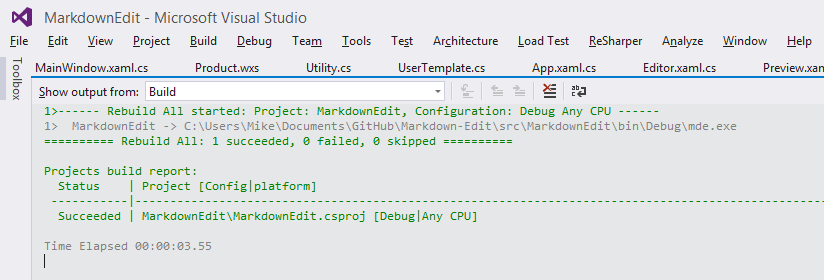 MarkdownEdit - Microsoft Visual Studio
File Edit View Project Build Debug Team Tools Test Architecture Load Test ReSharper Analyze Window Help
Toolbox
MainWindow.xaml.cs Product.wxs Utility.cs UserTemplate.cs App.xaml.cs Editor.xaml.cs Preview.xam
Show output from: Build
1>------ Rebuild All started: Project: MarkdownEdit, Configuration: Debug Any CPU ------
1>  MarkdownEdit -> C:\Users\Mike\Documents\GitHub\Markdown-Edit\src\MarkdownEdit\bin\Debug\mde.exe
========== Rebuild All: 1 succeeded, 0 failed, 0 skipped ==========
Projects build report:
  Status    | Project [Config|platform]
 -----------|---------------------------------------------------------------------------------------------------
  Succeeded | MarkdownEdit\MarkdownEdit.csproj [Debug|Any CPU]
Time Elapsed 00:00:03.55